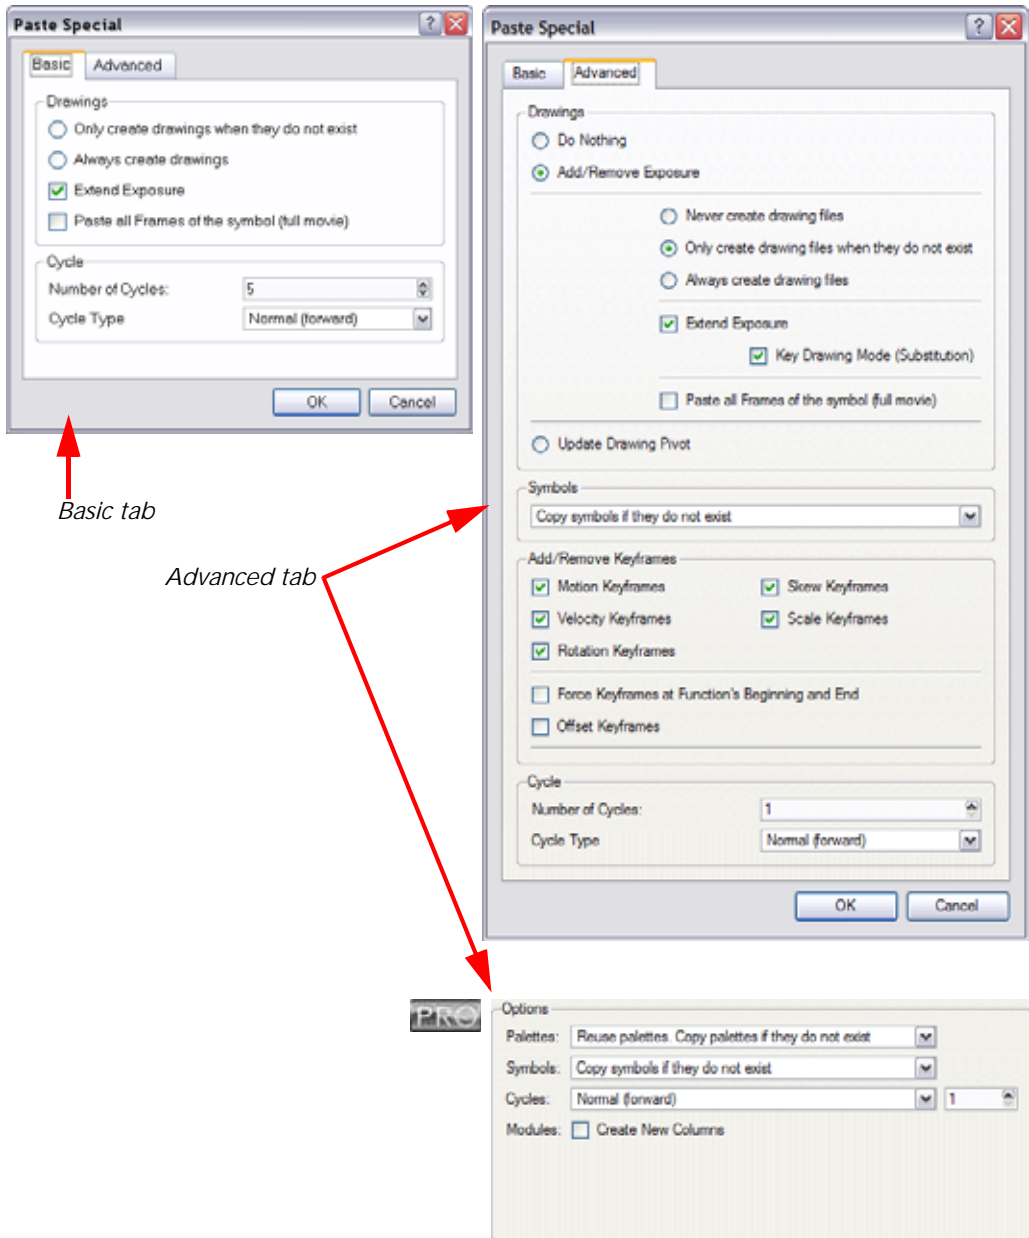 Paste Special
Basic
Advanced
Drawings
Only create drawings when they do not exist
Always create drawings
Extend Exposure
Paste all Frames of the symbol (full movie)
Cycle
Number of Cycles:
5
Cycle Type
Normal (forward)
OK
Cancel
Basic tab
Advanced tab
Paste Special
Basic
Advanced
Drawings
Do Nothing
Add/Remove Exposure
Never create drawing files
Only create drawing files when they do not exist
Always create drawing files
Extend Exposure
Key Drawing Mode (Substitution)
Paste all Frames of the symbol (full movie)
Update Drawing Pivot
Symbols
Copy symbols if they do not exist
Add/Remove Keyframes
Motion Keyframes
Skew Keyframes
Velocity Keyframes
Scale Keyframes
Rotation Keyframes
Force Keyframes at Function's Beginning and End
Offset Keyframes
Cycle
Number of Cycles:
1
Cycle Type
Normal (forward)
OK
Cancel
PRO
Options
Palettes:
Reuse palettes. Copy palettes if they do not exist
Symbols:
Copy symbols if they do not exist
Cycles:
Normal (forward)
1
Modules:
Create New Columns